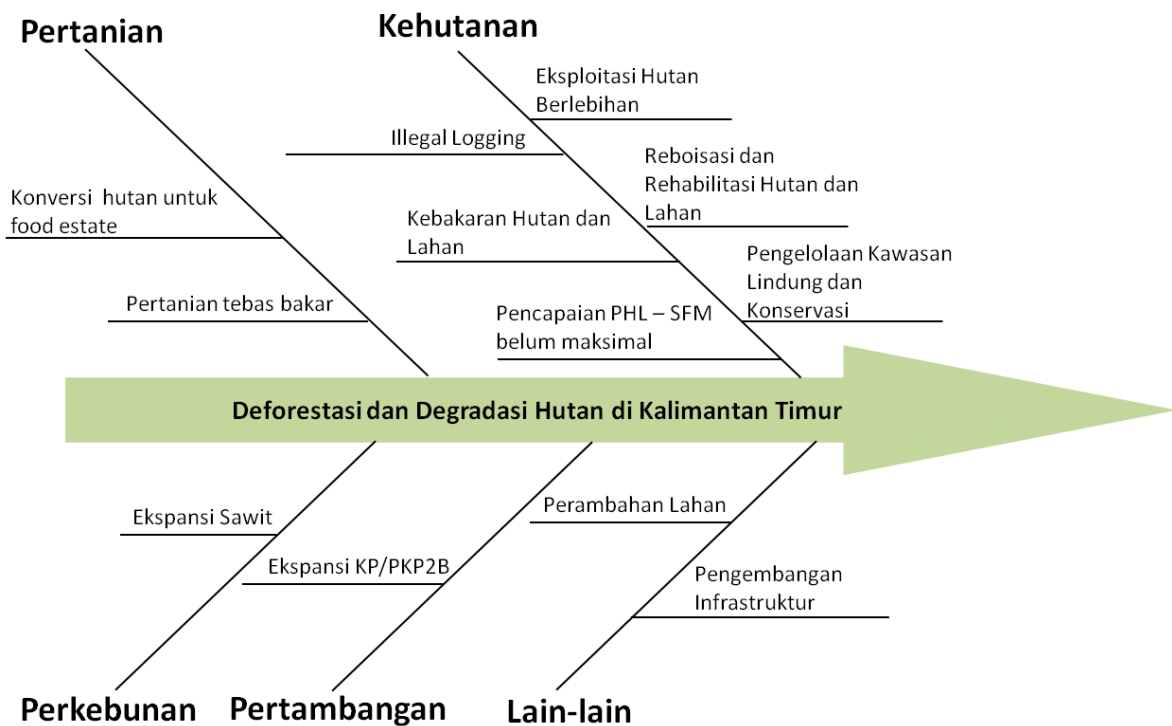 Pertanian
Kehutanan
Eksploitasi Hutan
Berlebihan
Illegal Logging
Reboisasi dan
Rehabilitasi Hutan dan
Lahan
Konversi hutan untuk
food estate
Kebakaran Hutan dan
Lahan
Pengelolaan Kawasan
Lindung dan
Konservasi
Pertanian tebas bakar
Pencapaian PHL – SFM
belum maksimal
Deforestasi dan Degradasi Hutan di Kalimantan Timur
Ekspansi Sawit
Ekspansi KP/PKP2B
Perambahan Lahan
Pengembangan
Infrastruktur
Perkebunan
Pertambangan
Lain-lain